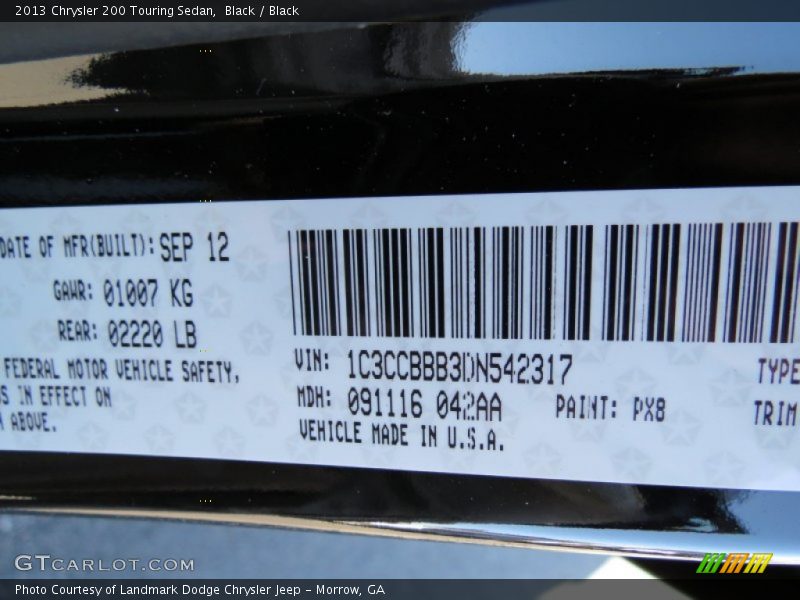 2013 Chrysler 200 Touring Sedan, Black / Black
DATE OF MFR(BUILT): SEP 12
GAWR: 01007 KG
REAR: 02220 LB
FEDERAL MOTOR VEHICLE SAFETY,
IN EFFECT ON
ABOVE.
VIN: 1C3CCBBB3DN542317
MDH: 091116 042AA
PAINT: PX8
VEHICLE MADE IN U.S.A.
TYPE
TRIM
GTCARLOT.COM
Photo Courtesy of Landmark Dodge Chrysler Jeep - Morrow, GA